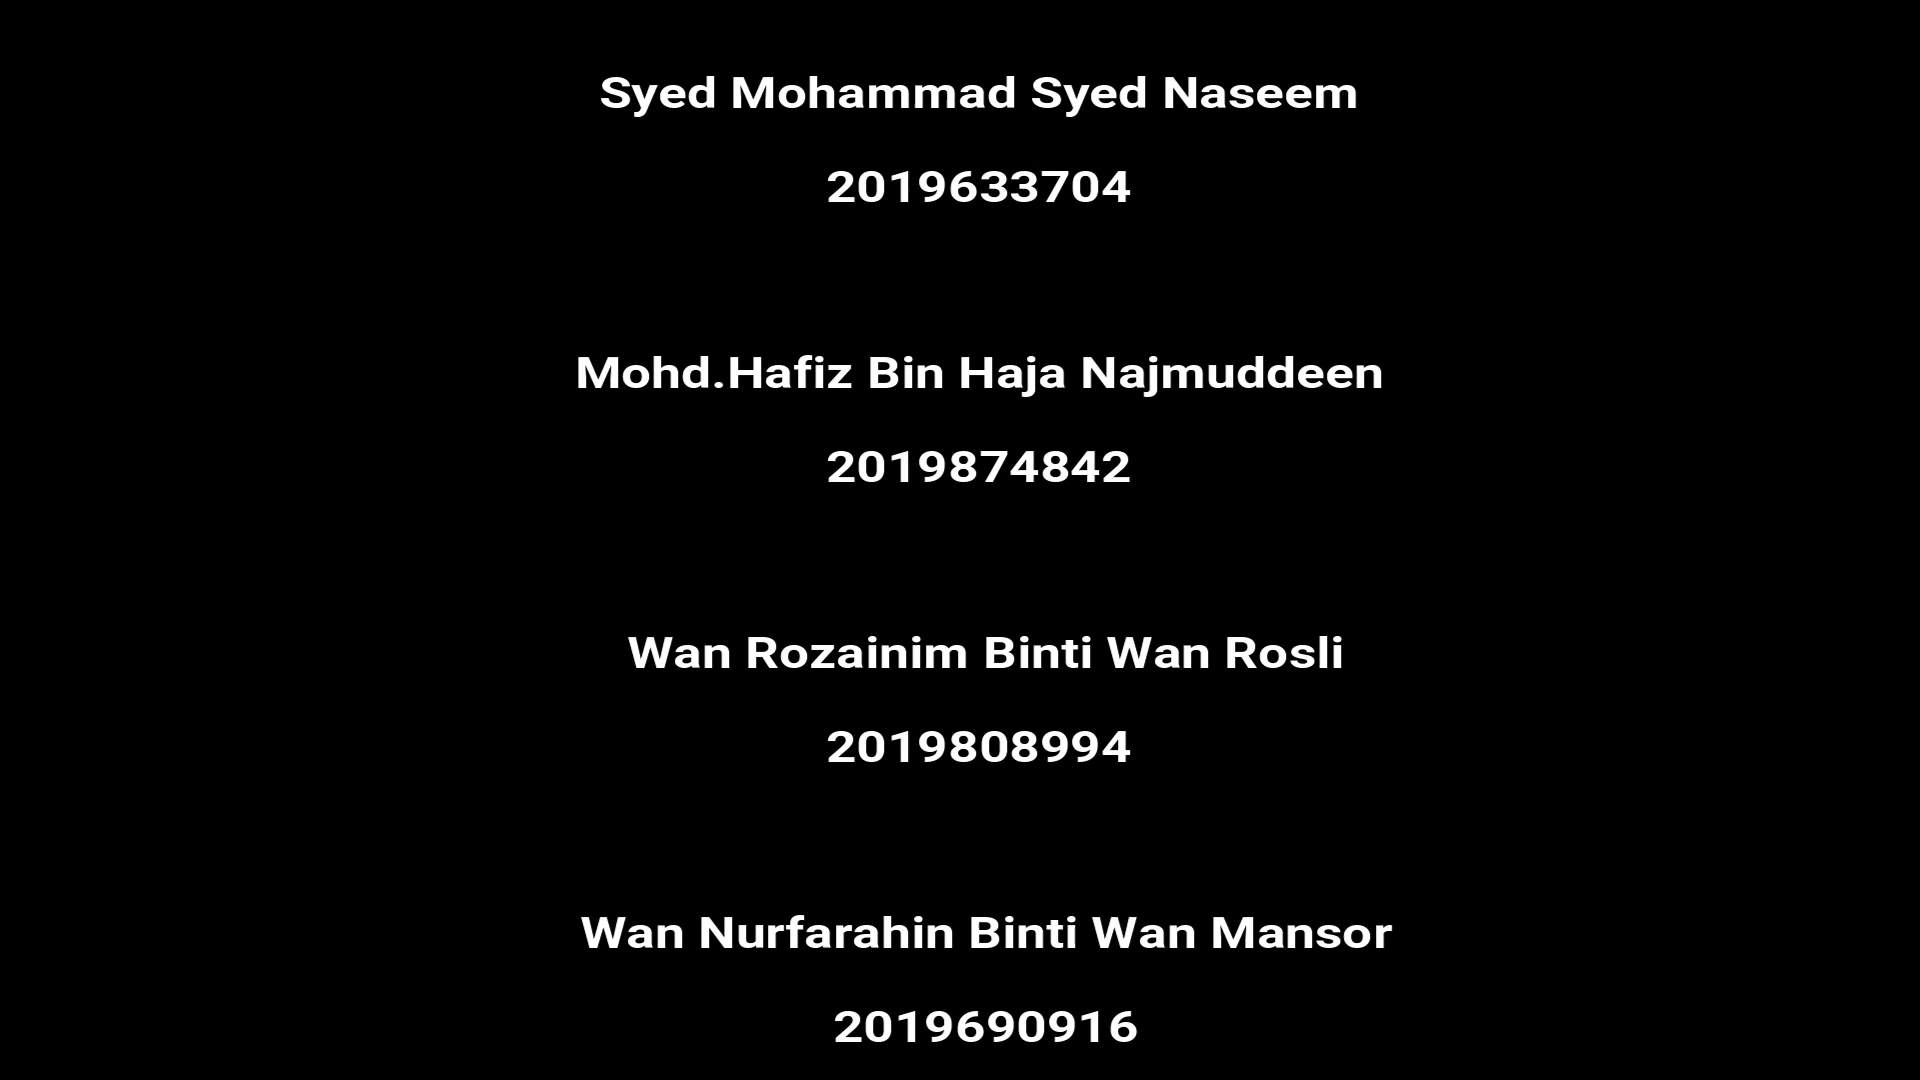 Syed Mohammad Syed Naseem
2019633704
Mohd.Hafiz Bin Haja Najmuddeen
2019874842
Wan Rozainim Binti Wan Rosli
2019808994
Wan Nurfarahin Binti Wan Mansor
2019690916